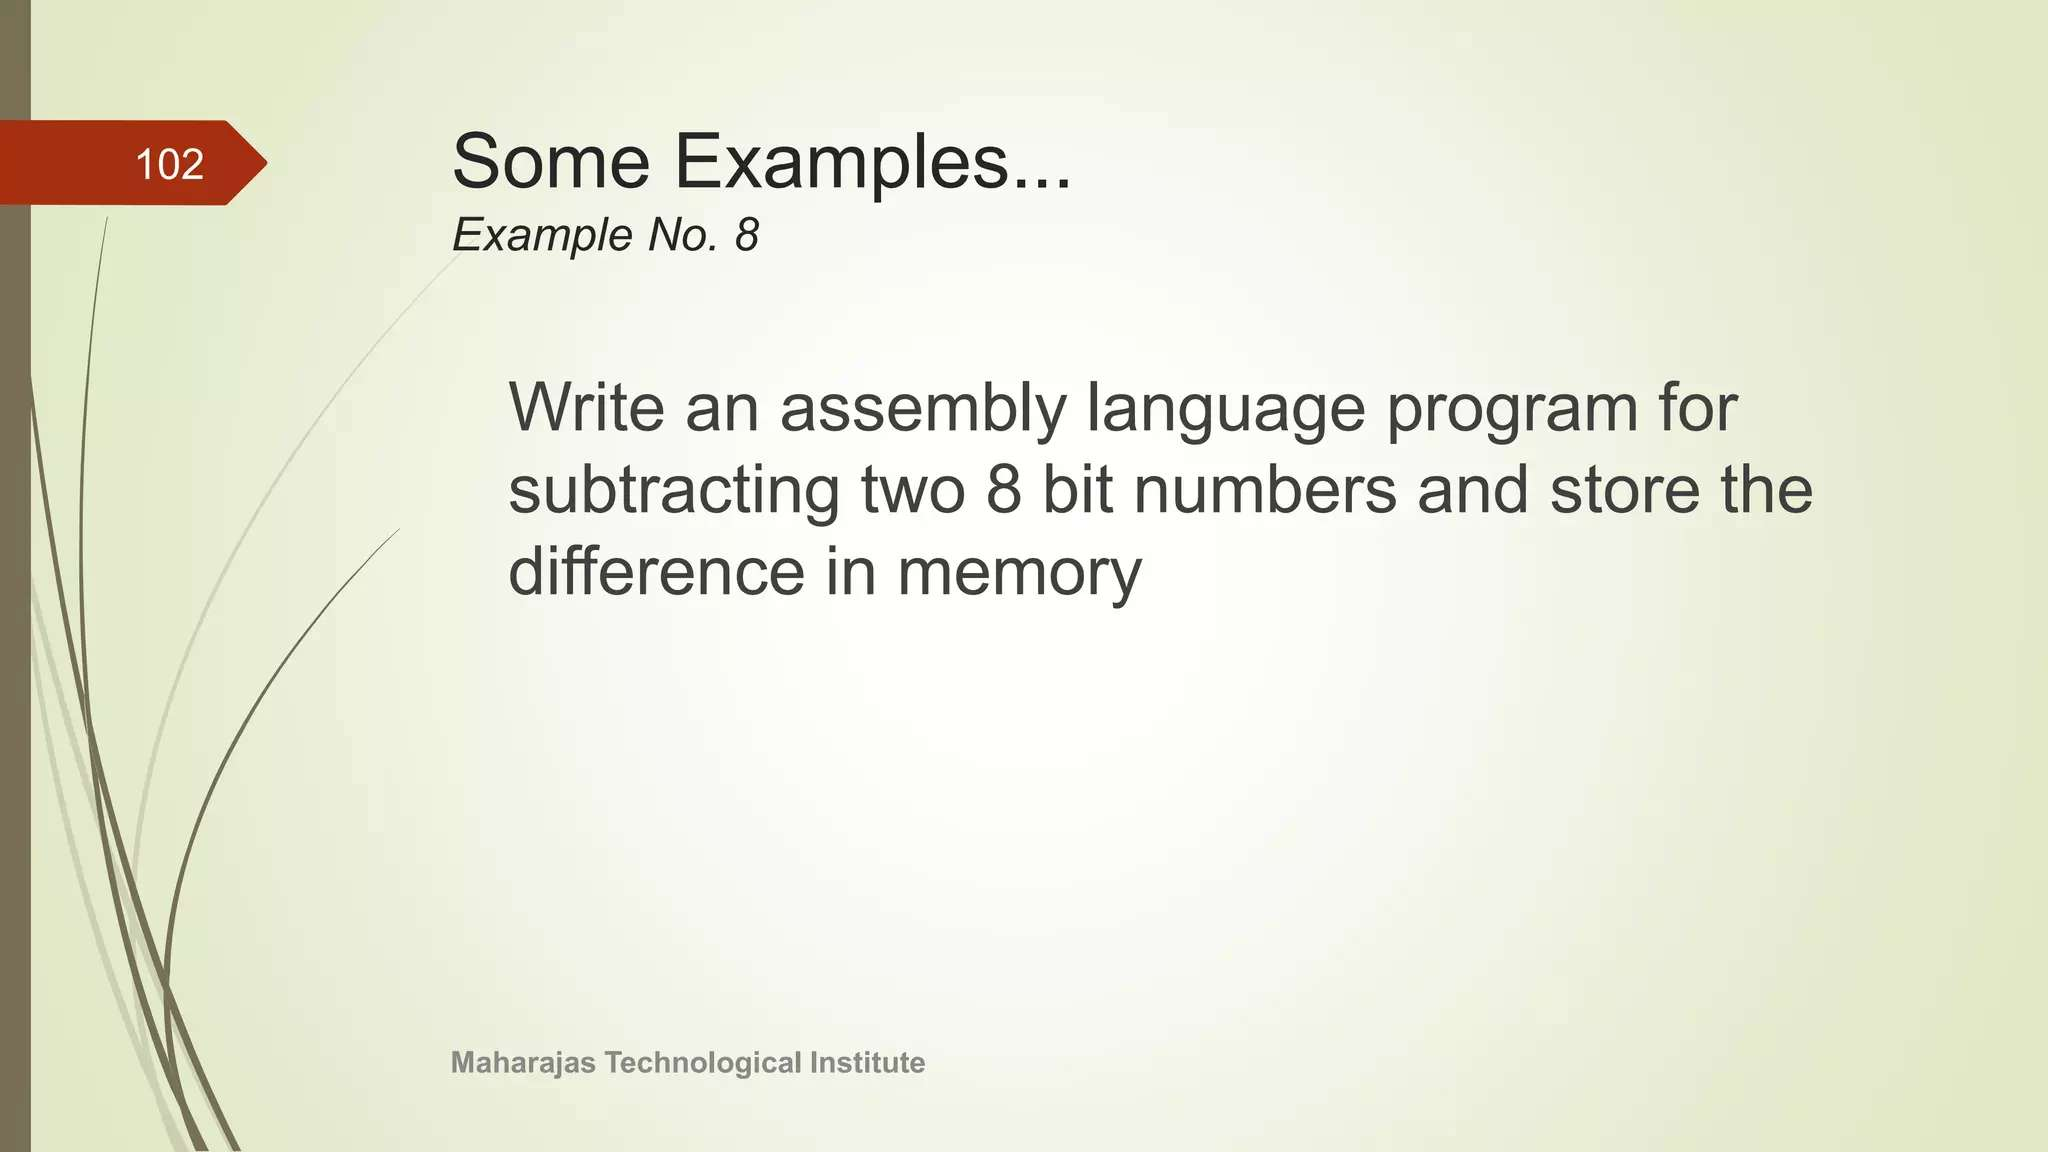 102
Some Examples...
Example No. 8
Write an assembly language program for
subtracting two 8 bit numbers and store the
difference in memory
Maharajas Technological Institute